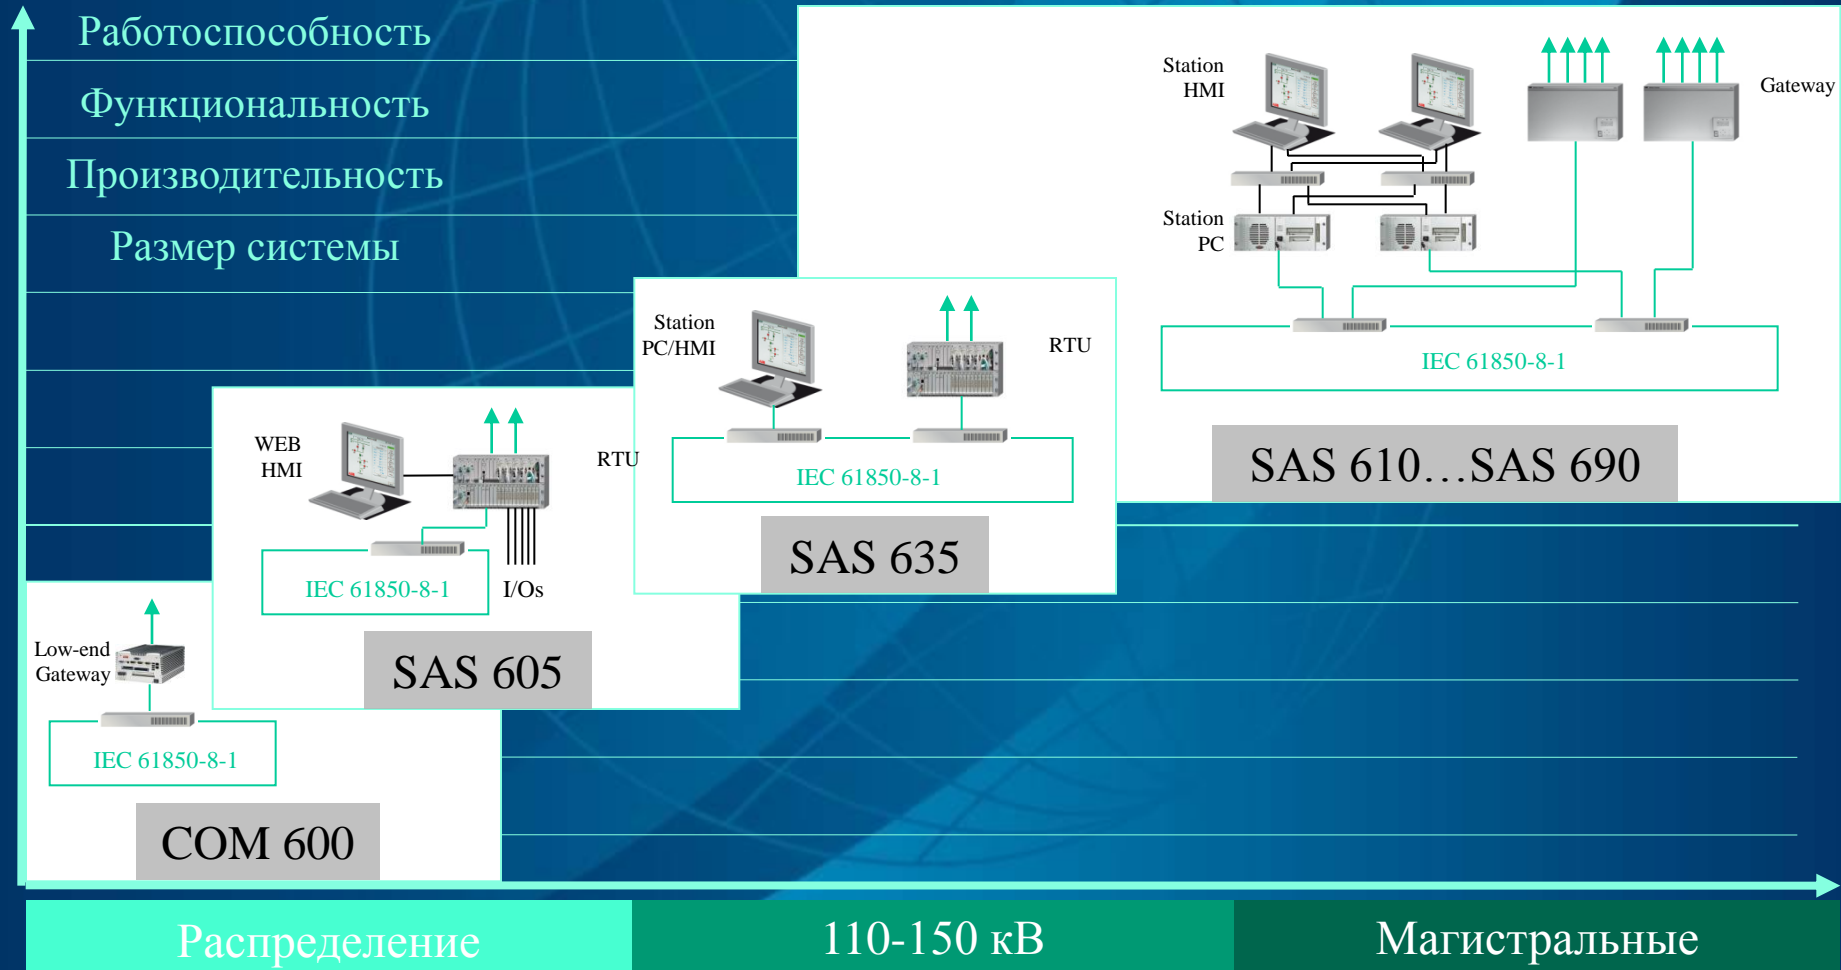 Работоспособность
Функциональность
Производительность
Размер системы
Station
HMI
Gateway
Station
PC
IEC 61850-8-1
SAS 610…SAS 690
Station
PC/HMI
RTU
IEC 61850-8-1
SAS 635
WEB
HMI
RTU
IEC 61850-8-1
I/Os
SAS 605
Low-end
Gateway
IEC 61850-8-1
COM 600
Распределение
110-150 кВ
Магистральные